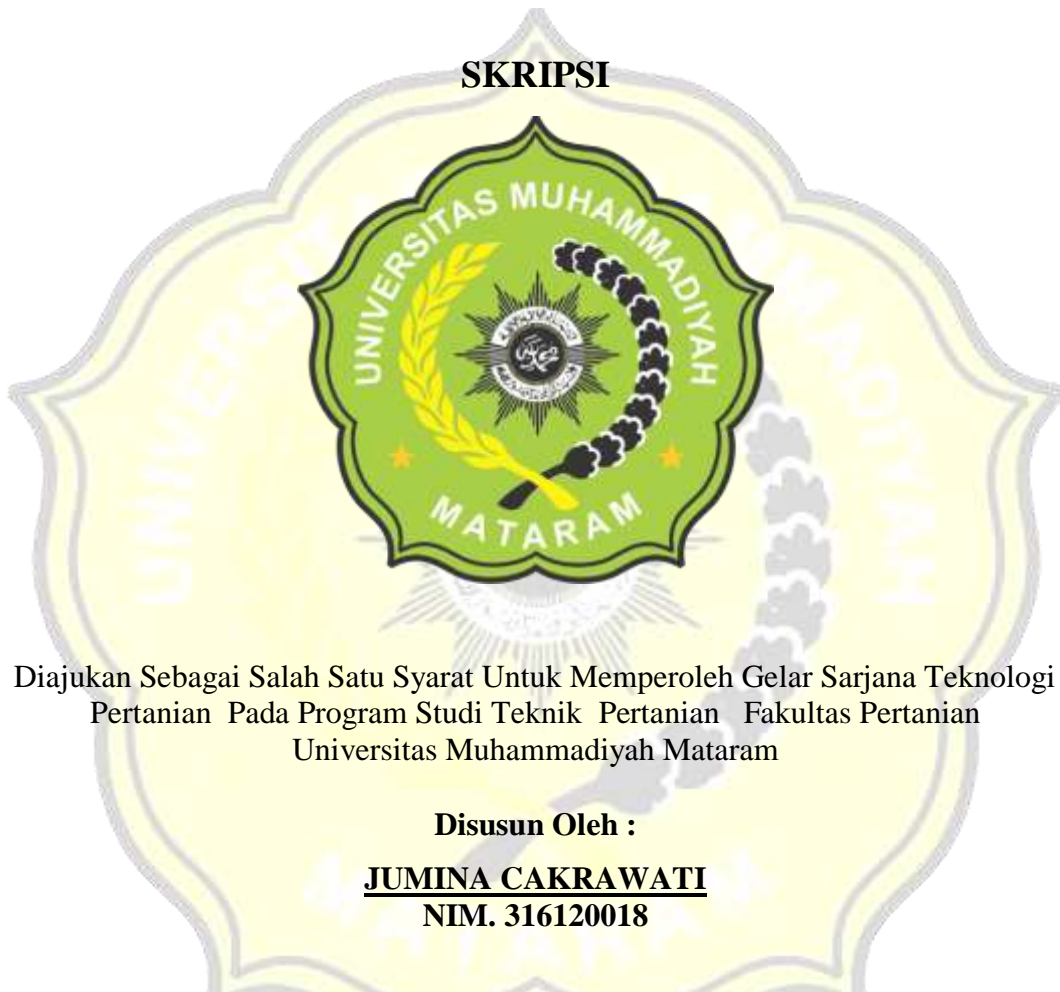 SKRIPSI
UNIVERSITAS MUHAMMADIYAH
MATARAM
Diajukan Sebagai Salah Satu Syarat Untuk Memperoleh Gelar Sarjana Teknologi
Pertanian Pada Program Studi Teknik Pertanian Fakultas Pertanian
Universitas Muhammadiyah Mataram
Disusun Oleh :
JUMINA CAKRAWATI
NIM. 316120018